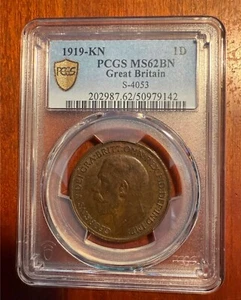 1919-KN 1D
PCGS MS62BN
Great Britain
S-4053
202987.62/50979142
PCGS